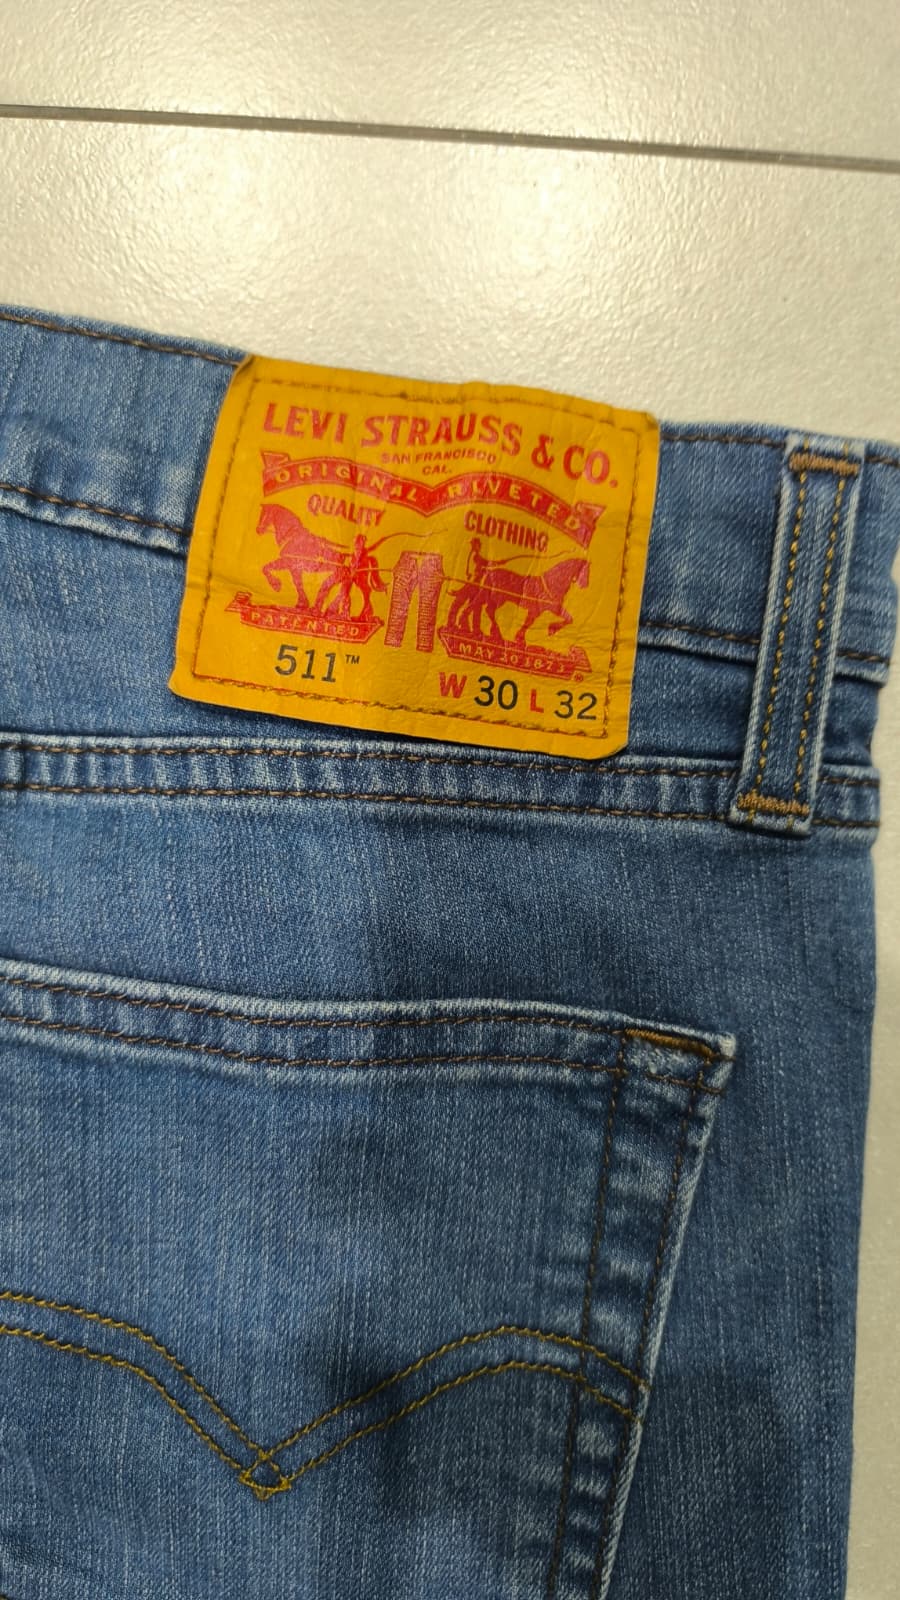 LEVI STRAUSS & CO.
SAN FRANCISCO
CAL.
ORIGINAL RIVETED
QUALITY CLOTHING
PATENTED MAY 20 1873 ®
511™ W 30 L 32